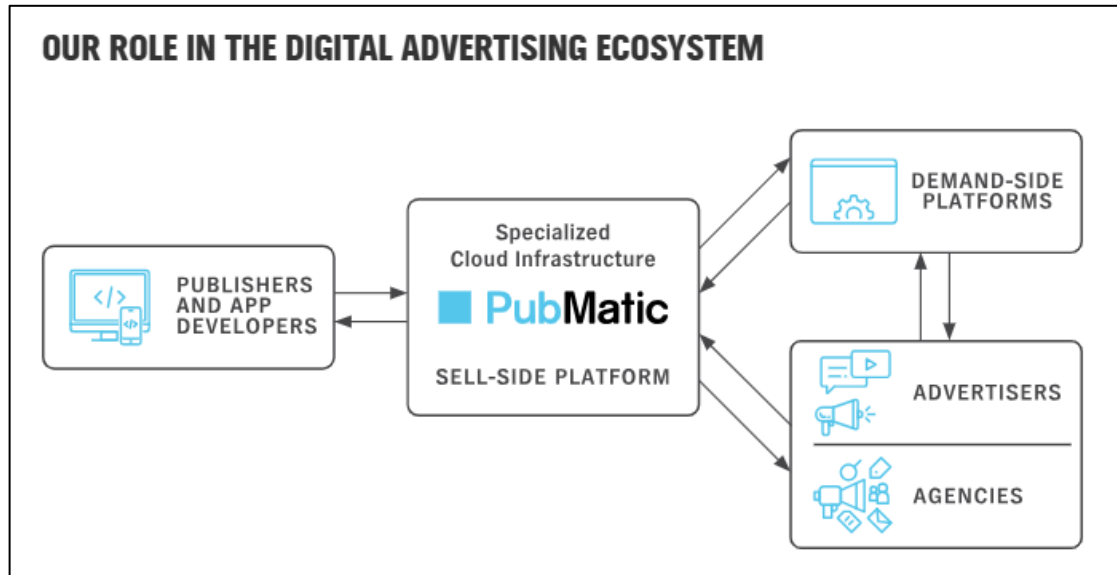 OUR ROLE IN THE DIGITAL ADVERTISING ECOSYSTEM
PUBLISHERS
AND APP
DEVELOPERS
</>
</>
Specialized
Cloud Infrastructure
PubMatic
SELL-SIDE PLATFORM
DEMAND-SIDE
PLATFORMS
ADVERTISERS
AGENCIES